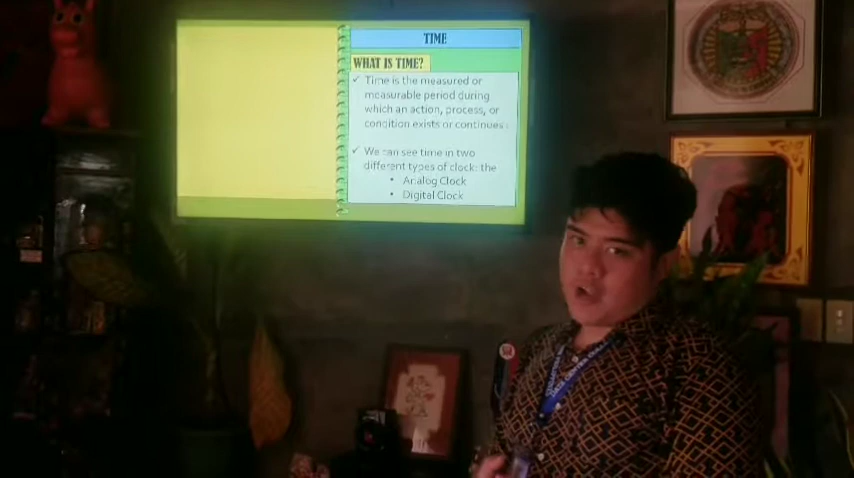 TIME
WHAT IS TIME?
✓ Time is the measured or
measurable period during
which an action, process, or
condition exists or continues.
✓ We can see time in two
different types of clock: the
• Analog Clock
• Digital Clock